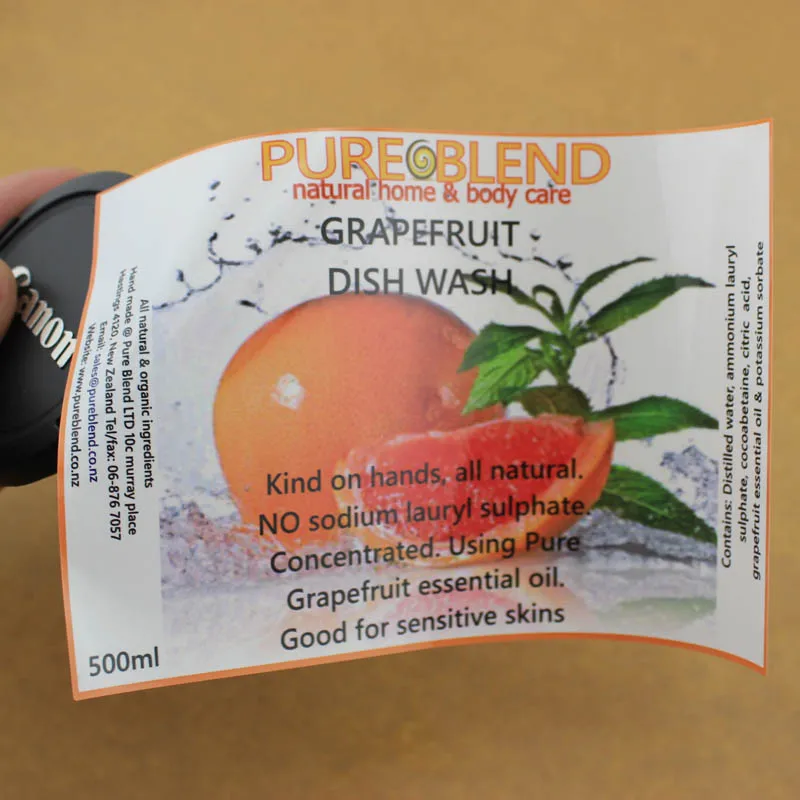 PURE BLEND
natural home & body care
GRAPEFRUIT
DISH WASH
Kind on hands, all natural.
NO sodium lauryl sulphate.
Concentrated. Using Pure
Grapefruit essential oil.
Good for sensitive skins
500ml
All natural & organic ingredients
Hand made @ Pure Blend LTD 10c murray place
Hastings 4120, New Zealand Tel/fax: 06-876 7057
Email: sales@pureblend.co.nz
Website: www.pureblend.co.nz
Contains: Distilled water, ammonium lauryl
sulphate, cocoabetaine, citric acid,
grapefruit essential oil & potassium sorbate
Canon